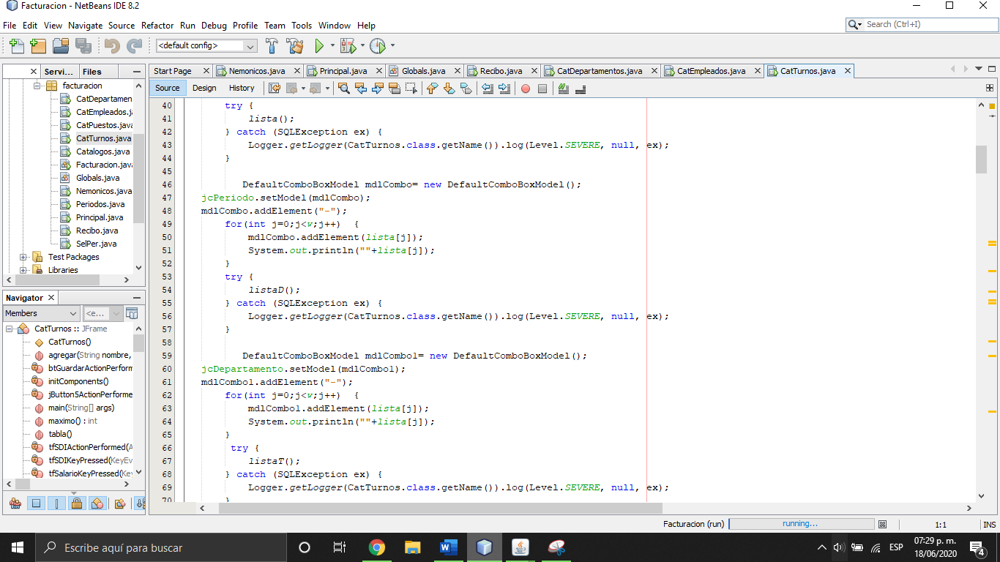 Facturacion - NetBeans IDE 8.2
File Edit View Navigate Source Refactor Run Debug Profile Team Tools Window Help
Search (Ctrl+I)
<default config>
Servi... Files
facturacion
CatDepartamen
CatEmpleados.ja
CatPuestos.java
CatTurnos.java
Catalogos.java
Facturacion.java
Globals.java
Nemonicos.java
Periodos.java
Principal.java
Recibo.java
SelPer.java
Test Packages
Libraries
Navigator
Members <e...
CatTurnos :: JFrame
CatTurnos()
agregar(String nombre,
btGuardarActionPerform
initComponents()
jButton5ActionPerforme
main(String[] args)
maximo() : int
tabla()
tfSDIActionPerformed(A
tfSDIKeyPressed(KeyEv
tfSalarioKeyPressed(Key
Start Page Nemonicos.java Principal.java Globals.java Recibo.java CatDepartamentos.java CatEmpleados.java CatTurnos.java
Source Design History
40 try {
41 lista();
42 } catch (SQLException ex) {
43 Logger.getLogger(CatTurnos.class.getName()).log(Level.SEVERE, null, ex);
44 }
45
46 DefaultComboBoxModel mdlCombo= new DefaultComboBoxModel();
47 jcPeriodo.setModel(mdlCombo);
48 mdlCombo.addElement("-");
49 for(int j=0;j<w;j++) {
50 mdlCombo.addElement(lista[j]);
51 System.out.println(""+lista[j]);
52 }
53 try {
54 listaD();
55 } catch (SQLException ex) {
56 Logger.getLogger(CatTurnos.class.getName()).log(Level.SEVERE, null, ex);
57 }
58
59 DefaultComboBoxModel mdlCombo1= new DefaultComboBoxModel();
60 jcDepartamento.setModel(mdlCombo1);
61 mdlCombo1.addElement("-");
62 for(int j=0;j<w;j++) {
63 mdlCombo1.addElement(lista[j]);
64 System.out.println(""+lista[j]);
65 }
66 try {
67 listaT();
68 } catch (SQLException ex) {
69 Logger.getLogger(CatTurnos.class.getName()).log(Level.SEVERE, null, ex);
70 }
Facturacion (run) running... 1:1 INS
Escribe aquí para buscar
ESP
07:29 p. m.
18/06/2020
4